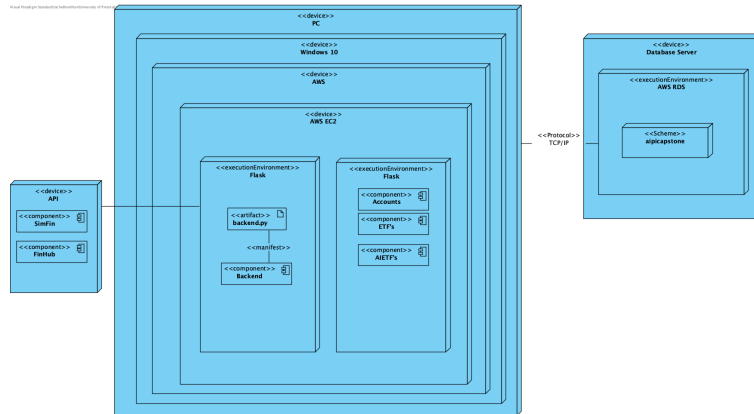 <<device>>
PC
<<device>>
Windows 10
<<device>>
AWS
<<device>>
AWS EC2
<<executionEnvironment>>
Flask
<<artifact>>
backend.py
<<manifest>>
<<component>>
Backend
<<executionEnvironment>>
Flask
<<component>>
Accounts
<<component>>
ETF's
<<component>>
AIETF's
<<device>>
API
<<component>>
SimFin
<<component>>
FinHub
<<Protocol>>
TCP/IP
<<device>>
Database Server
<<executionEnvironment>>
AWS RDS
<<Scheme>>
aipicapstone